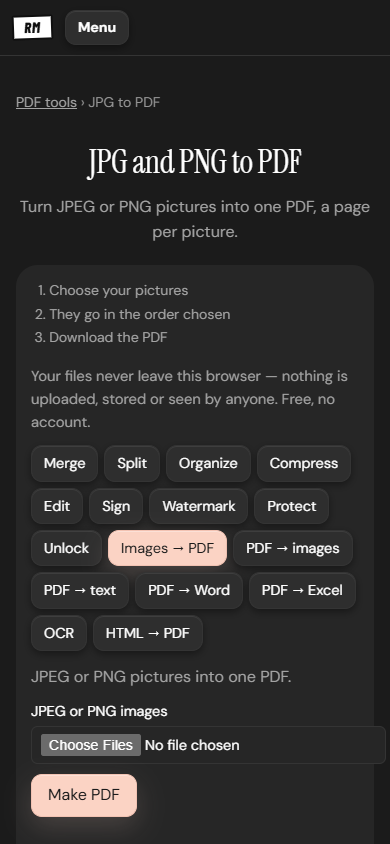 RM
Menu
PDF tools › JPG to PDF
JPG and PNG to PDF
Turn JPEG or PNG pictures into one PDF, a page
per picture.
1. Choose your pictures
2. They go in the order chosen
3. Download the PDF
Your files never leave this browser — nothing is
uploaded, stored or seen by anyone. Free, no
account.
Merge Split Organize Compress
Edit Sign Watermark Protect
Unlock Images → PDF PDF → images
PDF → text PDF → Word PDF → Excel
OCR HTML → PDF
JPEG or PNG pictures into one PDF.
JPEG or PNG images
Choose Files No file chosen
Make PDF